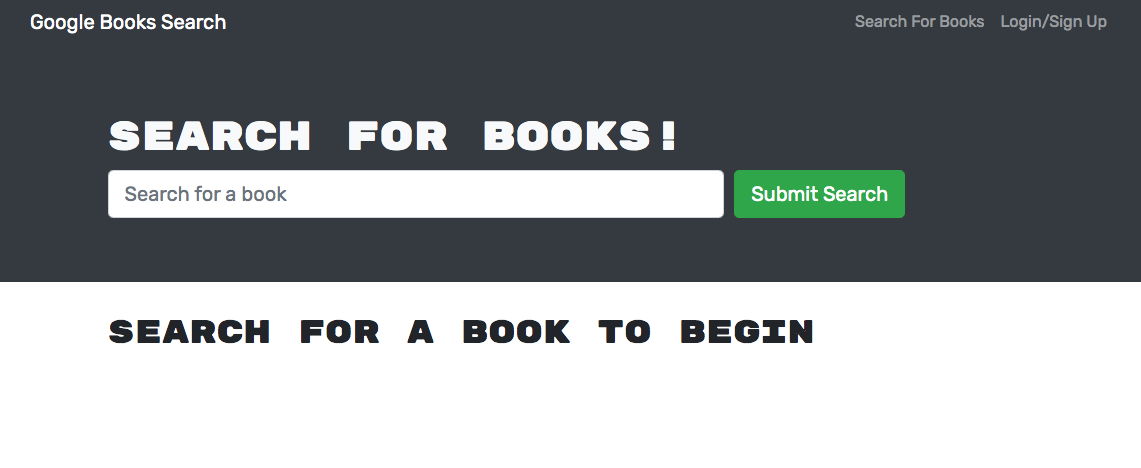 Google Books Search Search For Books Login/Sign Up
SEARCH FOR BOOKS!
Search for a book Submit Search
SEARCH FOR A BOOK TO BEGIN